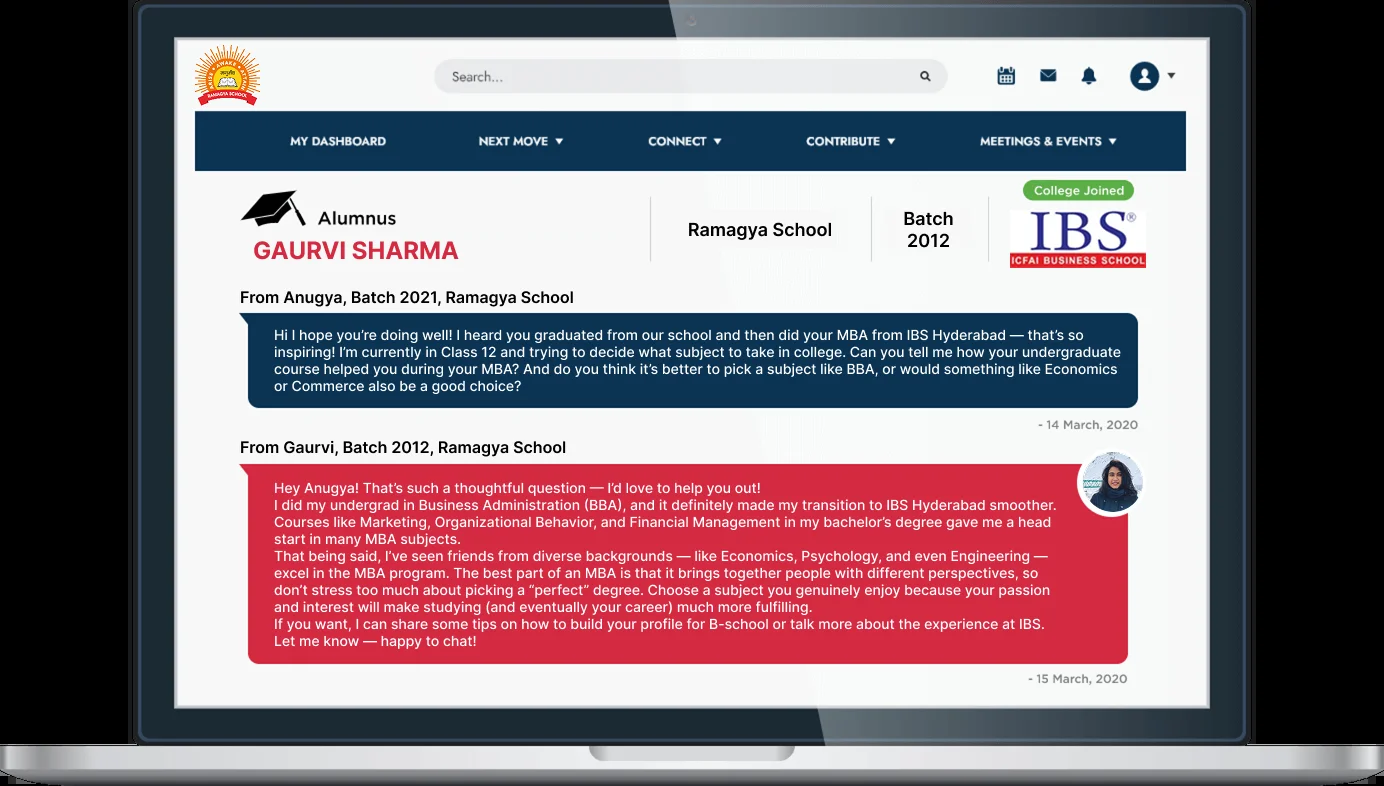 AWAKE
RAMAGYA SCHOOL
Search...
MY DASHBOARD
NEXT MOVE
CONNECT
CONTRIBUTE
MEETINGS & EVENTS
Alumnus
GAURVI SHARMA
Ramagya School
Batch
2012
College Joined
IBS®
ICFAI BUSINESS SCHOOL
From Anugya, Batch 2021, Ramagya School
Hi I hope you’re doing well! I heard you graduated from our school and then did your MBA from IBS Hyderabad — that’s so
inspiring! I’m currently in Class 12 and trying to decide what subject to take in college. Can you tell me how your undergraduate
course helped you during your MBA? And do you think it’s better to pick a subject like BBA, or would something like Economics
or Commerce also be a good choice?
- 14 March, 2020
From Gaurvi, Batch 2012, Ramagya School
Hey Anugya! That’s such a thoughtful question — I’d love to help you out!
I did my undergrad in Business Administration (BBA), and it definitely made my transition to IBS Hyderabad smoother.
Courses like Marketing, Organizational Behavior, and Financial Management in my bachelor’s degree gave me a head
start in many MBA subjects.
That being said, I’ve seen friends from diverse backgrounds — like Economics, Psychology, and even Engineering —
excel in the MBA program. The best part of an MBA is that it brings together people with different perspectives, so
don’t stress too much about picking a “perfect” degree. Choose a subject you genuinely enjoy because your passion
and interest will make studying (and eventually your career) much more fulfilling.
If you want, I can share some tips on how to build your profile for B-school or talk more about the experience at IBS.
Let me know — happy to chat!
- 15 March, 2020